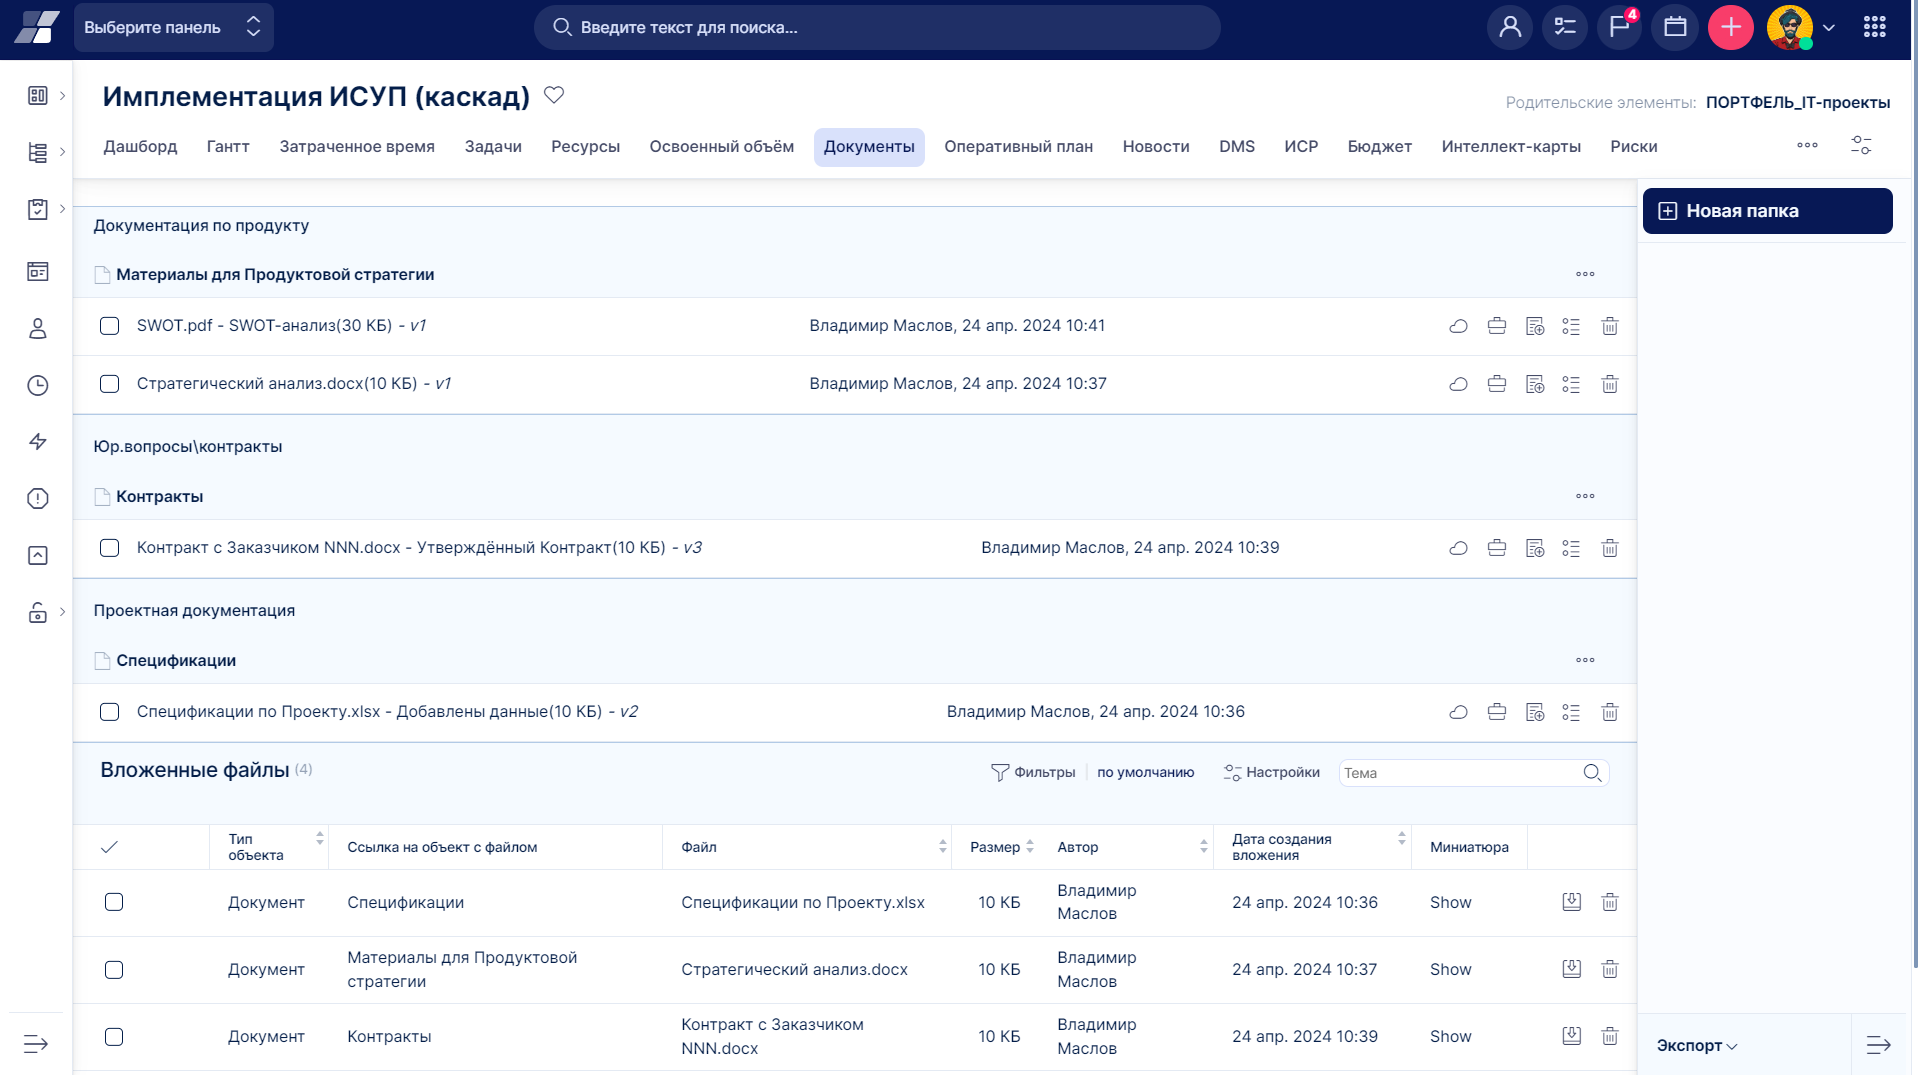 Выберите панель
Введите текст для поиска...
4
Имплементация ИСУП (каскад)
Родительские элементы: ПОРТФЕЛЬ_IT-проекты
Дашборд Гантт Затраченное время Задачи Ресурсы Освоенный объём Документы Оперативный план Новости DMS ИСР Бюджет Интеллект-карты Риски
Новая папка
Документация по продукту
Материалы для Продуктовой стратегии
SWOT.pdf - SWOT-анализ(30 КБ) - v1 Владимир Маслов, 24 апр. 2024 10:41
Стратегический анализ.docx(10 КБ) - v1 Владимир Маслов, 24 апр. 2024 10:37
Юр.вопросы\контракты
Контракты
Контракт с Заказчиком NNN.docx - Утверждённый Контракт(10 КБ) - v3 Владимир Маслов, 24 апр. 2024 10:39
Проектная документация
Спецификации
Спецификации по Проекту.xlsx - Добавлены данные(10 КБ) - v2 Владимир Маслов, 24 апр. 2024 10:36
Вложенные файлы (4)
Фильтры по умолчанию Настройки Тема
Тип объекта Ссылка на объект с файлом Файл Размер Автор Дата создания вложения Миниатюра
Документ Спецификации Спецификации по Проекту.xlsx 10 КБ Владимир Маслов 24 апр. 2024 10:36 Show
Документ Материалы для Продуктовой стратегии Стратегический анализ.docx 10 КБ Владимир Маслов 24 апр. 2024 10:37 Show
Документ Контракты Контракт с Заказчиком NNN.docx 10 КБ Владимир Маслов 24 апр. 2024 10:39 Show
Экспорт